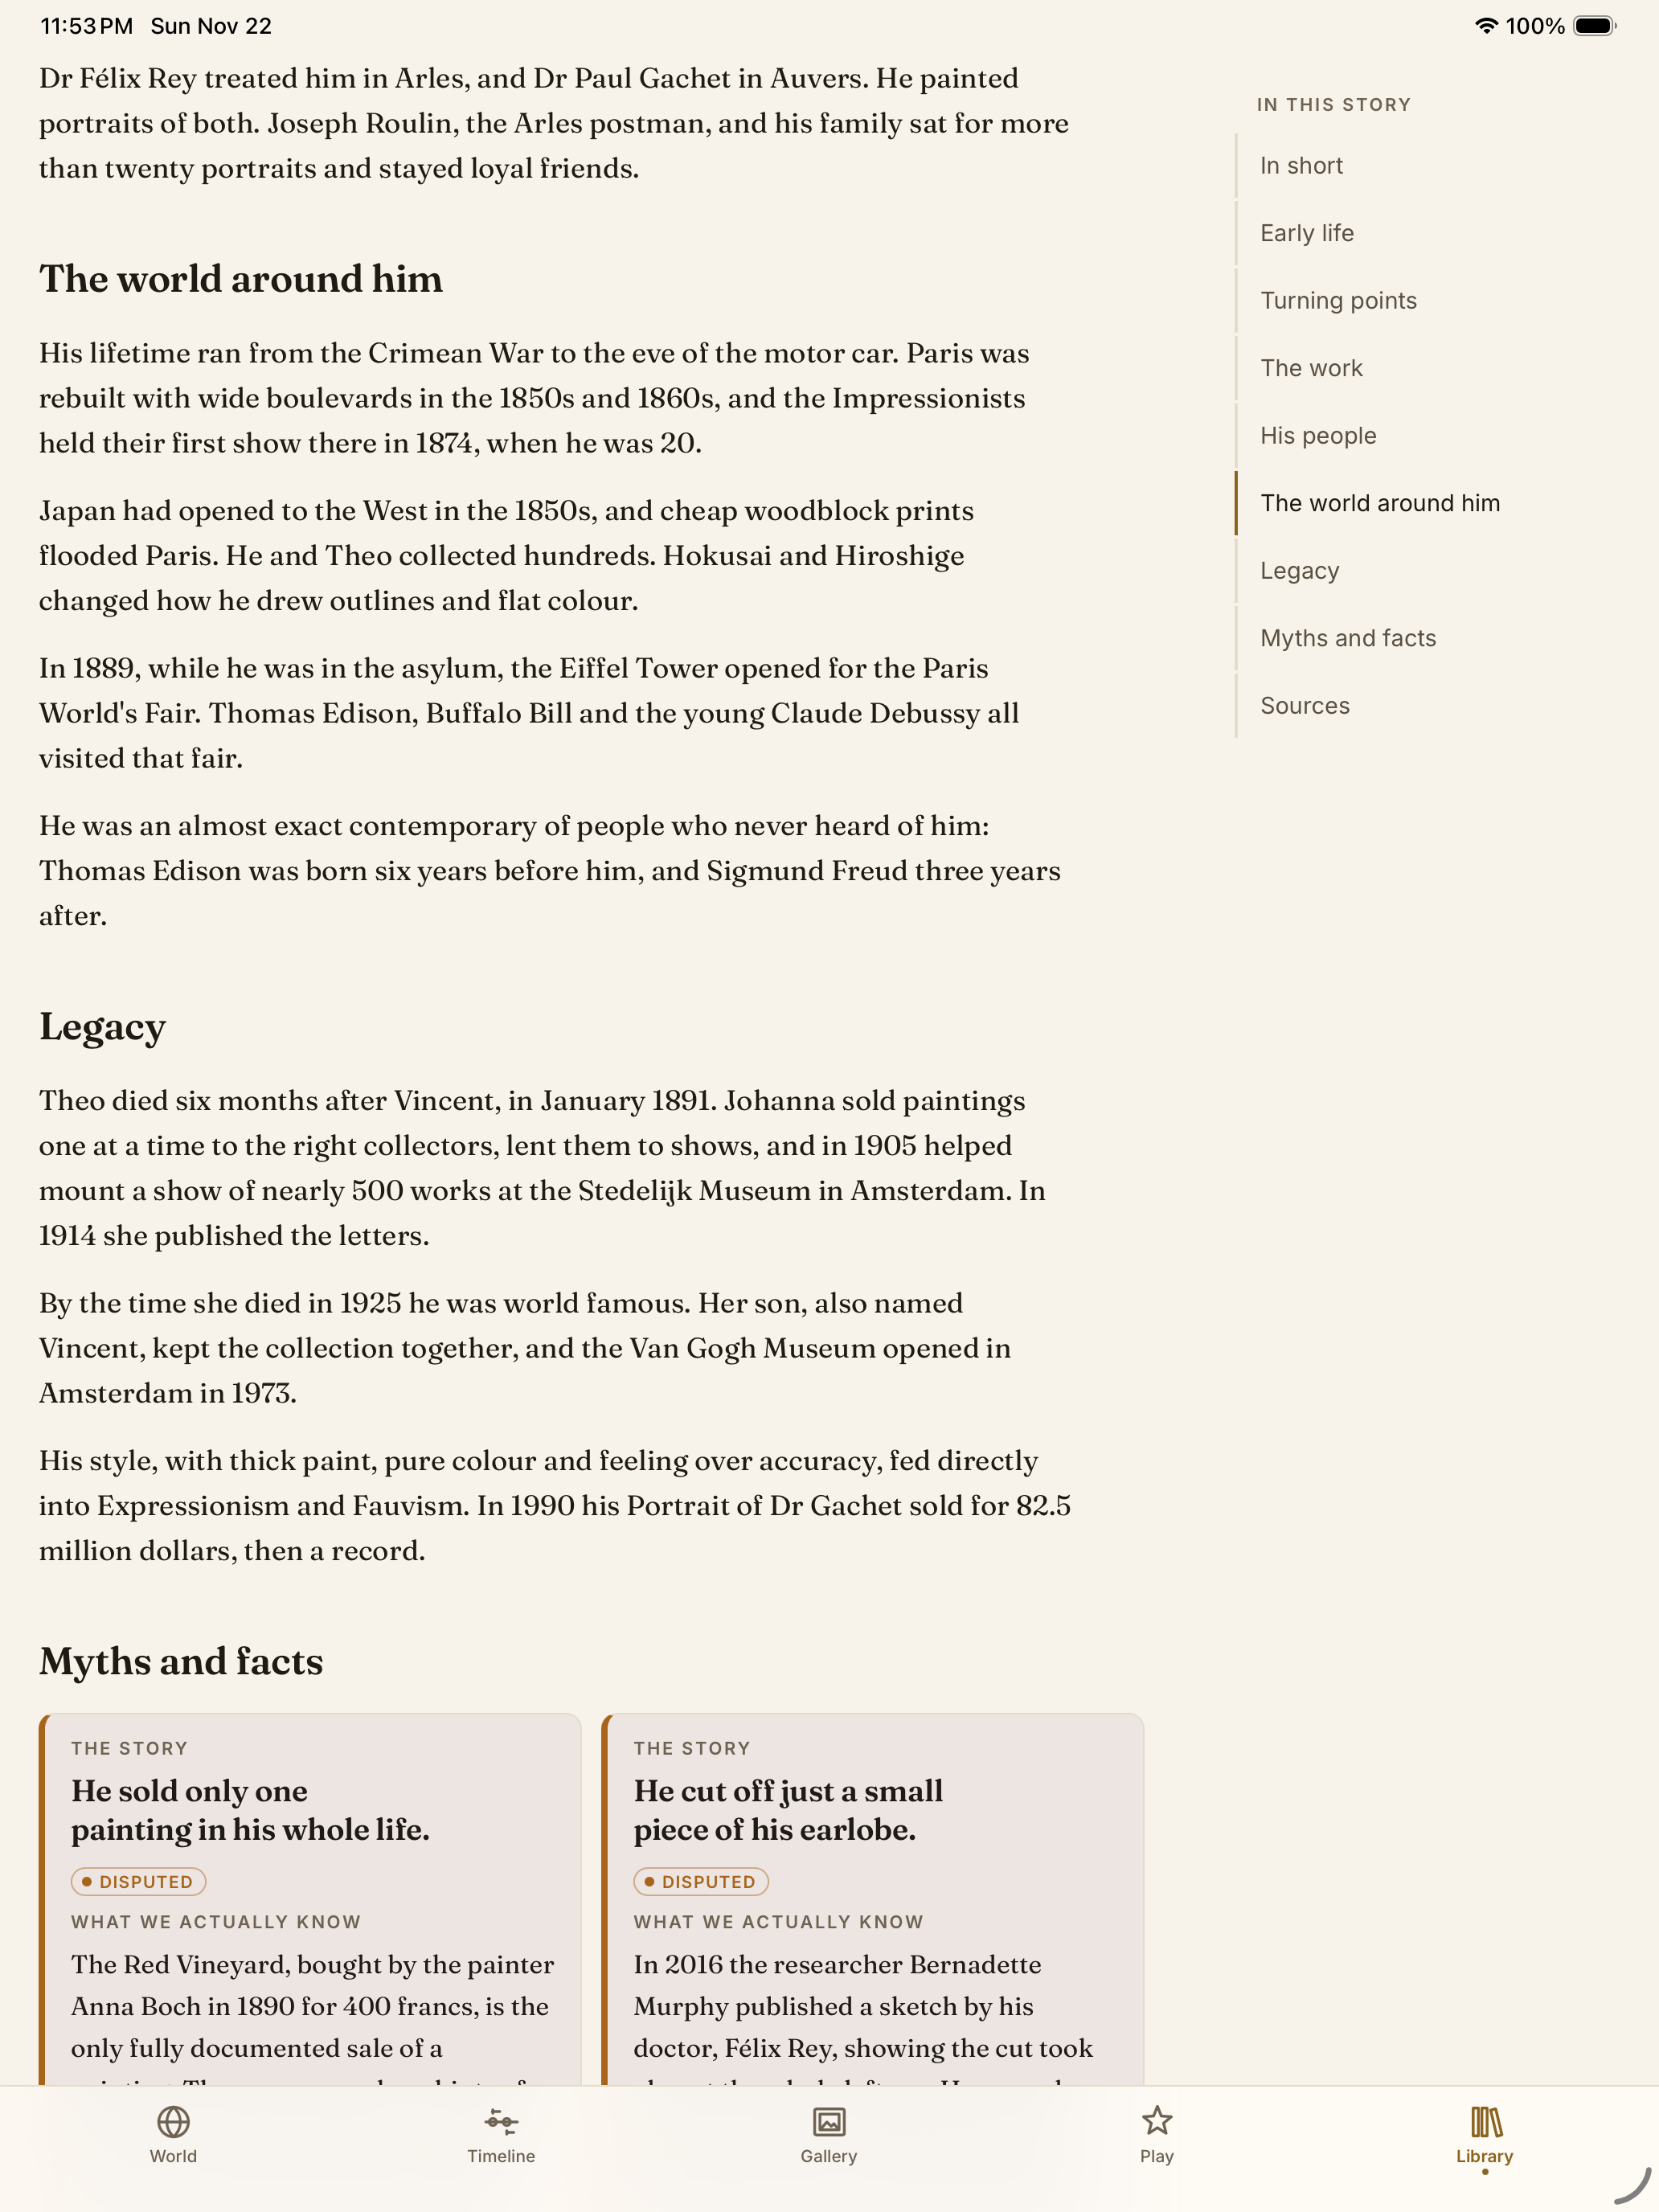 11:53 PM Sun Nov 22
100%
Dr Félix Rey treated him in Arles, and Dr Paul Gachet in Auvers. He painted
portraits of both. Joseph Roulin, the Arles postman, and his family sat for more
than twenty portraits and stayed loyal friends.
The world around him
His lifetime ran from the Crimean War to the eve of the motor car. Paris was
rebuilt with wide boulevards in the 1850s and 1860s, and the Impressionists
held their first show there in 1874, when he was 20.
Japan had opened to the West in the 1850s, and cheap woodblock prints
flooded Paris. He and Theo collected hundreds. Hokusai and Hiroshige
changed how he drew outlines and flat colour.
In 1889, while he was in the asylum, the Eiffel Tower opened for the Paris
World's Fair. Thomas Edison, Buffalo Bill and the young Claude Debussy all
visited that fair.
He was an almost exact contemporary of people who never heard of him:
Thomas Edison was born six years before him, and Sigmund Freud three years
after.
Legacy
Theo died six months after Vincent, in January 1891. Johanna sold paintings
one at a time to the right collectors, lent them to shows, and in 1905 helped
mount a show of nearly 500 works at the Stedelijk Museum in Amsterdam. In
1914 she published the letters.
By the time she died in 1925 he was world famous. Her son, also named
Vincent, kept the collection together, and the Van Gogh Museum opened in
Amsterdam in 1973.
His style, with thick paint, pure colour and feeling over accuracy, fed directly
into Expressionism and Fauvism. In 1990 his Portrait of Dr Gachet sold for 82.5
million dollars, then a record.
Myths and facts
THE STORY
He sold only one
painting in his whole life.
DISPUTED
WHAT WE ACTUALLY KNOW
The Red Vineyard, bought by the painter
Anna Boch in 1890 for 400 francs, is the
only fully documented sale of a
THE STORY
He cut off just a small
piece of his earlobe.
DISPUTED
WHAT WE ACTUALLY KNOW
In 2016 the researcher Bernadette
Murphy published a sketch by his
doctor, Félix Rey, showing the cut took
IN THIS STORY
In short
Early life
Turning points
The work
His people
The world around him
Legacy
Myths and facts
Sources
World
Timeline
Gallery
Play
Library